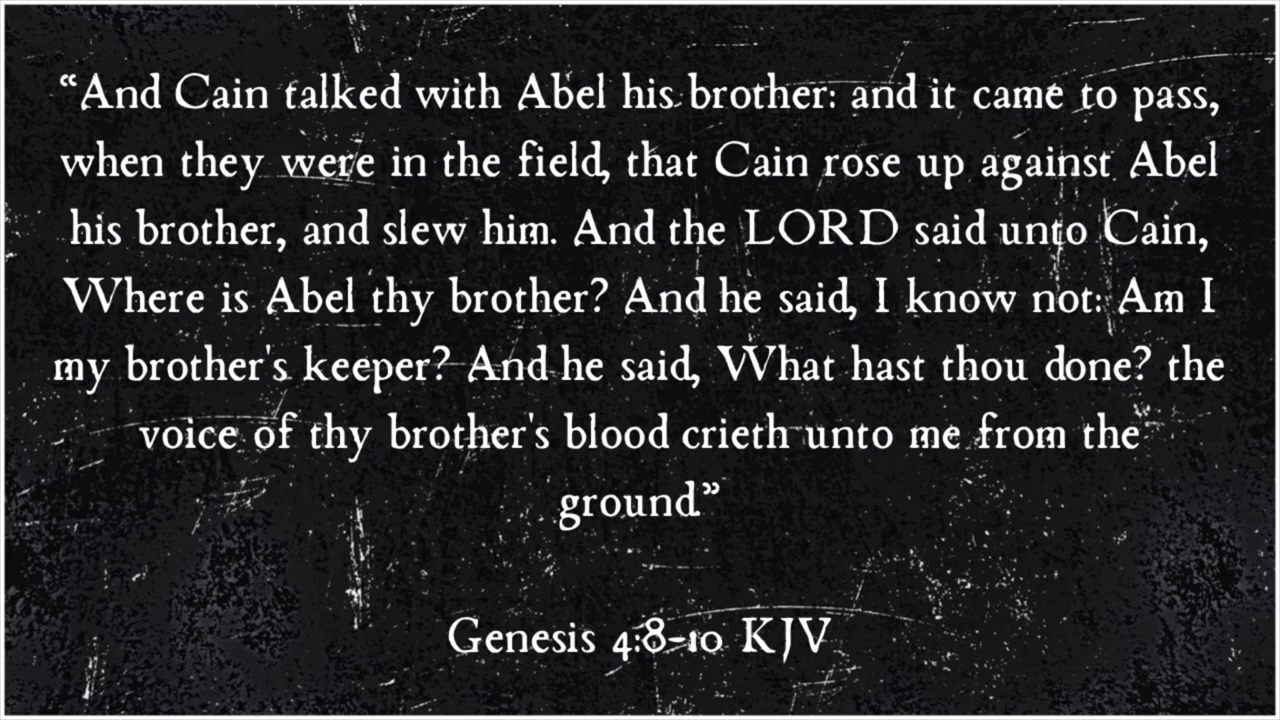 “And Cain talked with Abel his brother: and it came to pass,
when they were in the field, that Cain rose up against Abel
his brother, and slew him. And the LORD said unto Cain,
Where is Abel thy brother? And he said, I know not: Am I
my brother's keeper? And he said, What hast thou done? the
voice of thy brother's blood crieth unto me from the
ground.”
Genesis 4:8-10 KJV